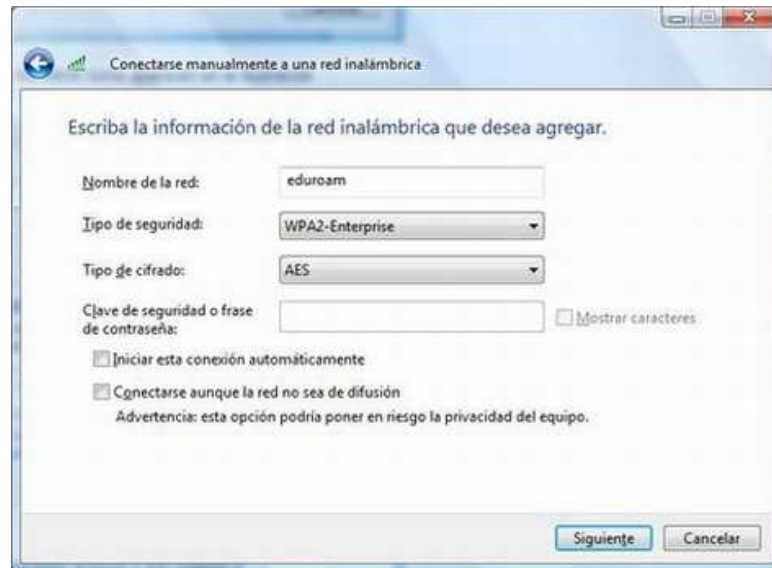 Conectarse manualmente a una red inalámbrica
Escriba la información de la red inalámbrica que desea agregar.
Nombre de la red: eduroam
Tipo de seguridad: WPA2-Enterprise
Tipo de cifrado: AES
Clave de seguridad o frase
de contraseña: Mostrar caracteres
Iniciar esta conexión automáticamente
Conectarse aunque la red no sea de difusión
Advertencia: esta opción podría poner en riesgo la privacidad del equipo.
Siguiente Cancelar